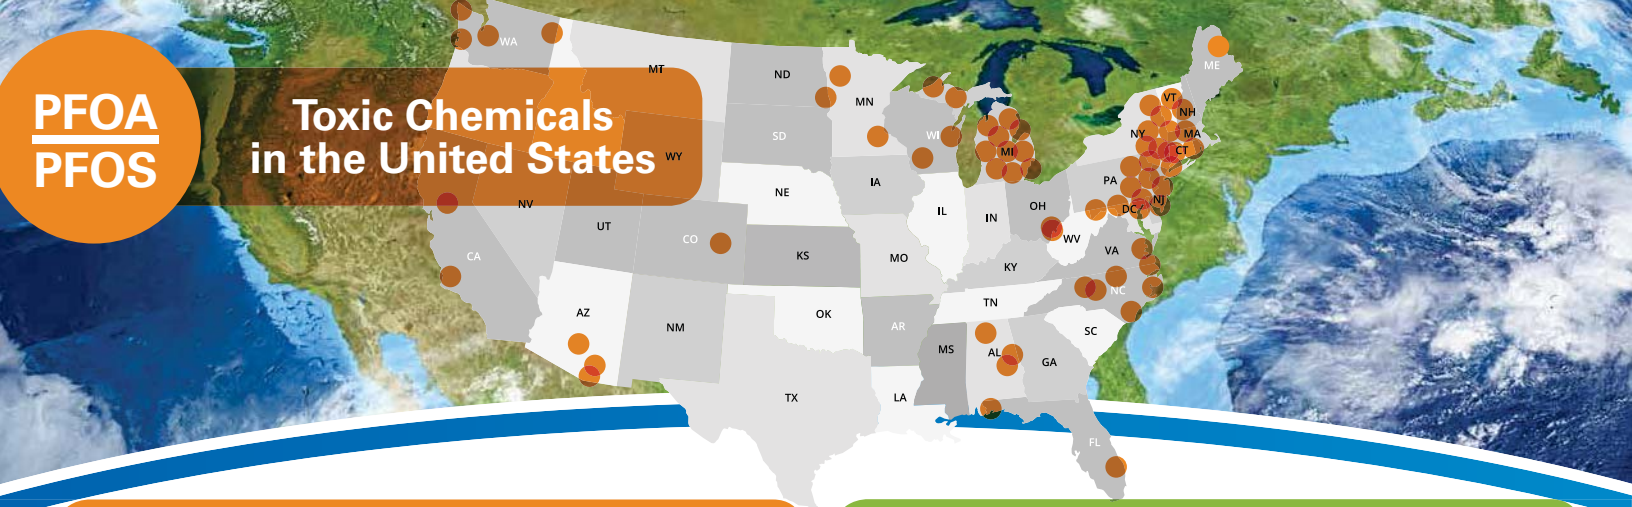 PFOA
PFOS
Toxic Chemicals
in the United States
WA
MT
ND
MN
ME
VT
NH
SD
WI
NY
MA
WY
MI
CT
IA
PA
NV
NE
IL
IN
OH
DC
NJ
UT
CO
WV
CA
KS
MO
KY
VA
NC
AZ
NM
OK
TN
AR
SC
MS
AL
GA
TX
LA
FL